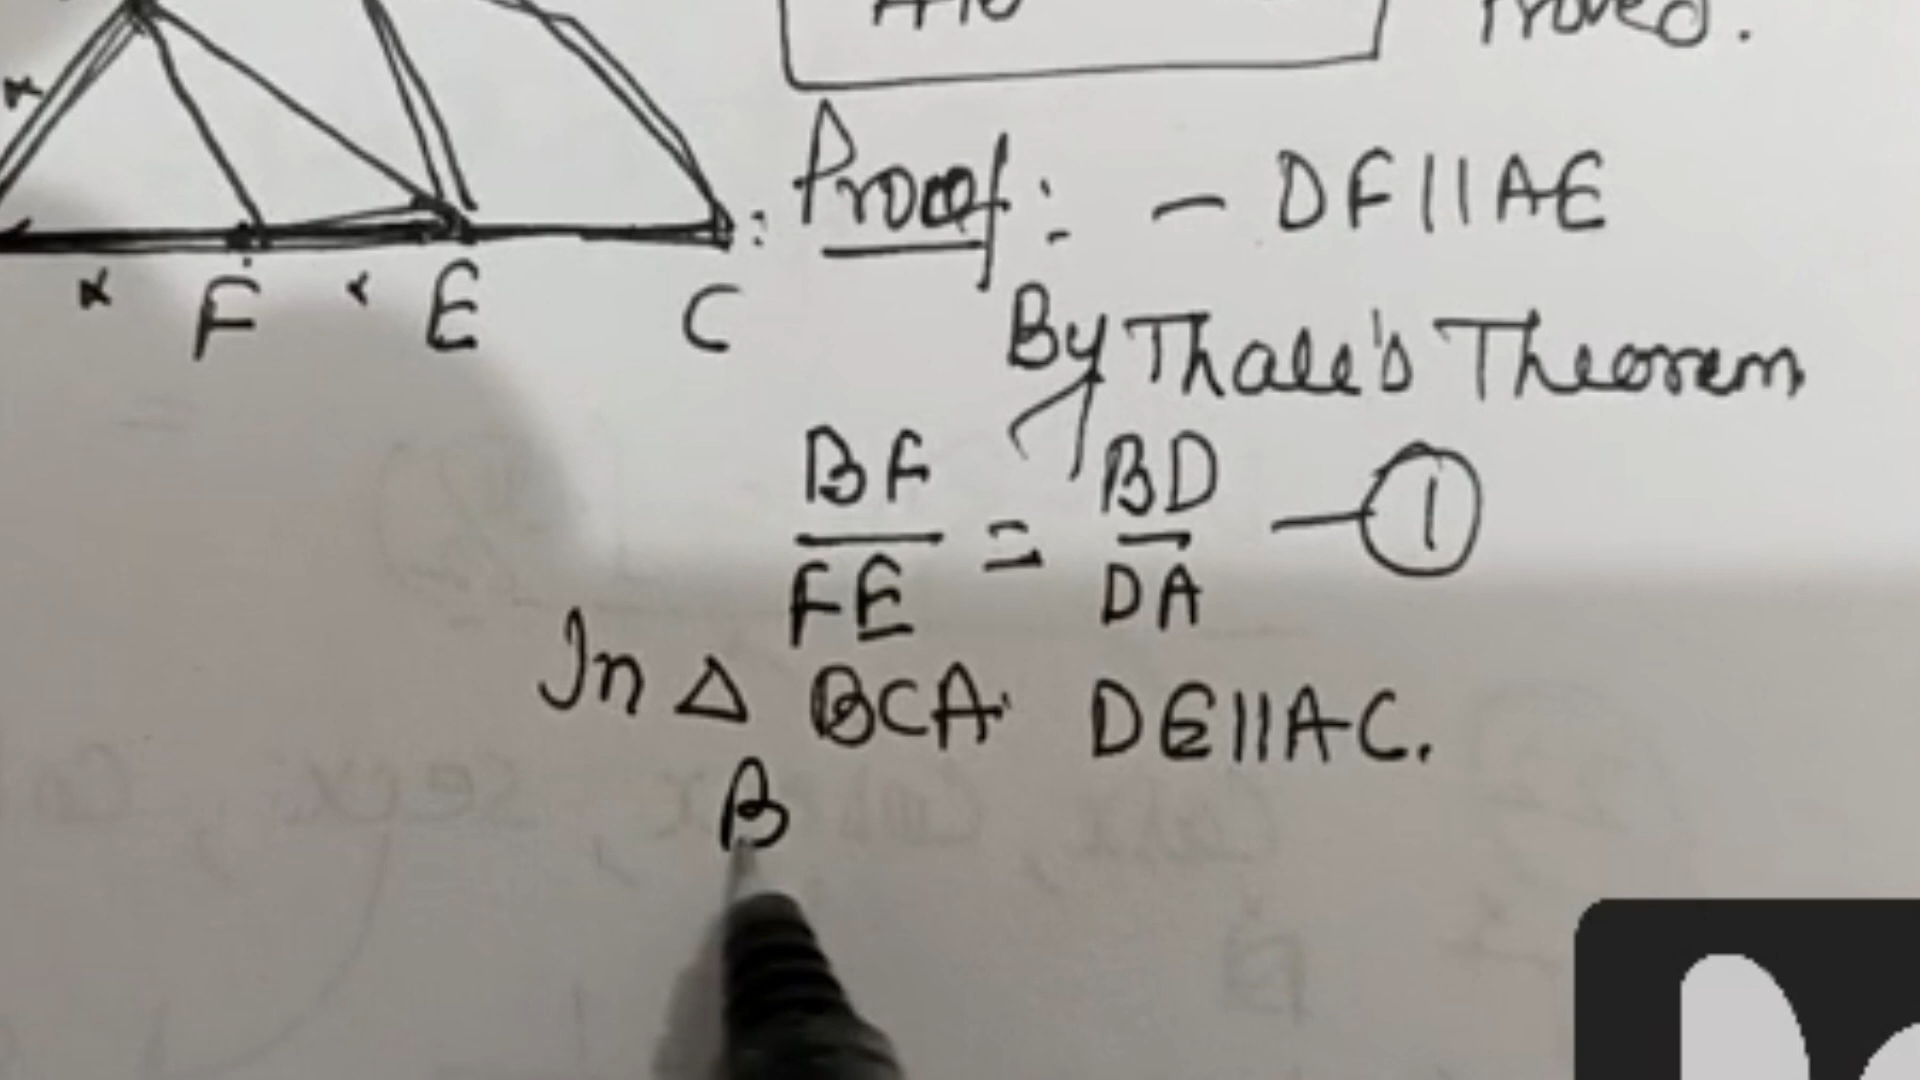 Proved.
Proof :- DF||AE
By Thale's Theorem
BF/FE = BD/DA — ①
In △ BCA. DE||AC.
B
x
x F x E C